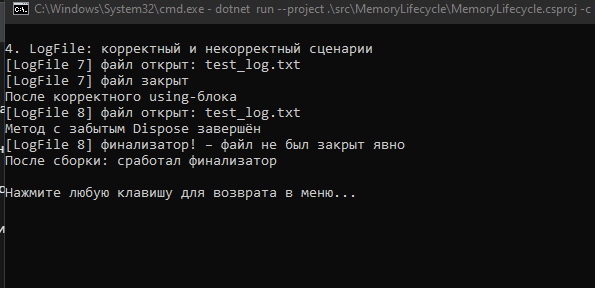 C:\Windows\System32\cmd.exe - dotnet run --project .\src\MemoryLifecycle\MemoryLifecycle.csproj -c
4. LogFile: корректный и некорректный сценарии
[LogFile 7] файл открыт: test_log.txt
[LogFile 7] файл закрыт
После корректного using-блока
[LogFile 8] файл открыт: test_log.txt
Метод с забытым Dispose завершён
[LogFile 8] финализатор! – файл не был закрыт явно
После сборки: сработал финализатор
Нажмите любую клавишу для возврата в меню...